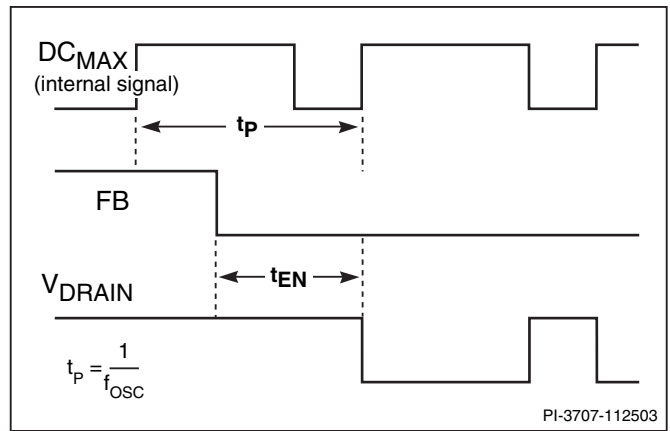 DCMAX
(internal signal)
tP
FB
tEN
VDRAIN
tP = 1/fOSC
PI-3707-112503